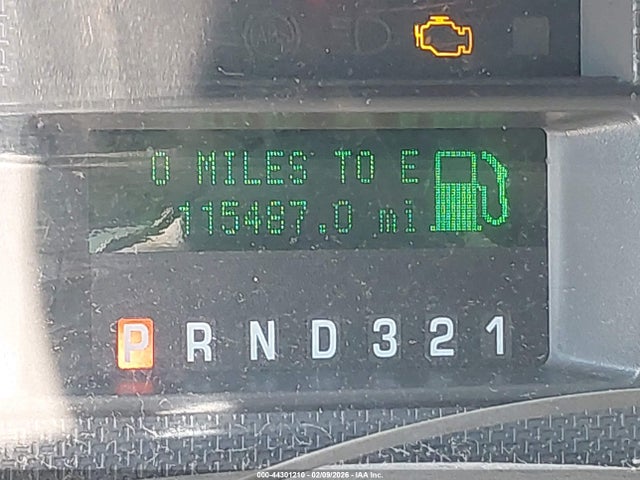 0 MILES TO E
115487.0 mi
P R N D 3 2 1
000-44301210 - 02/09/2026 - IAA Inc.